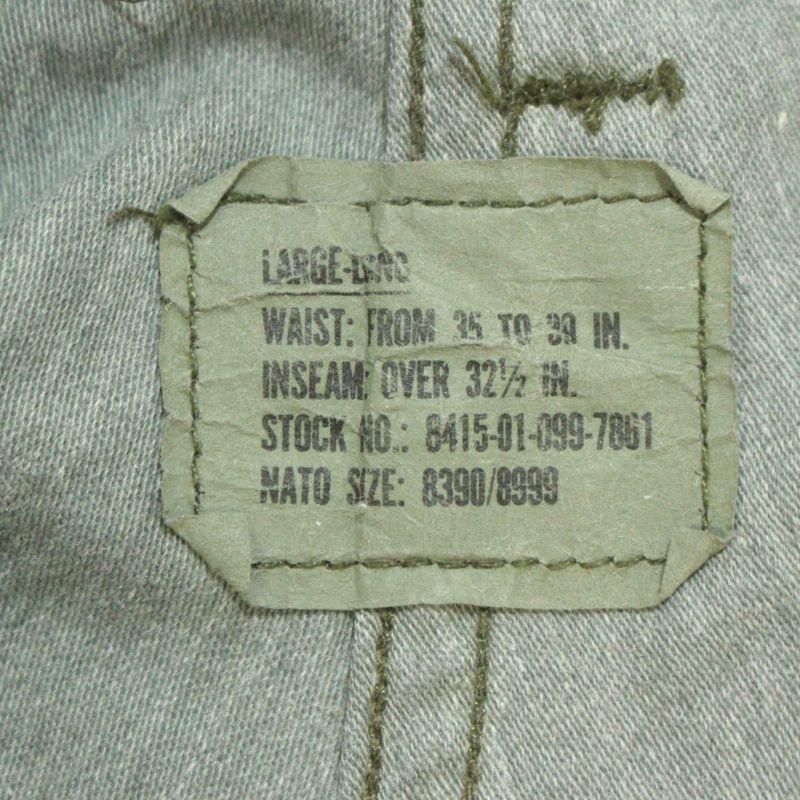 LARGE-LONG
WAIST: FROM 35 TO 39 IN.
INSEAM: OVER 32½ IN.
STOCK NO.: 8415-01-099-7861
NATO SIZE: 8390/8999